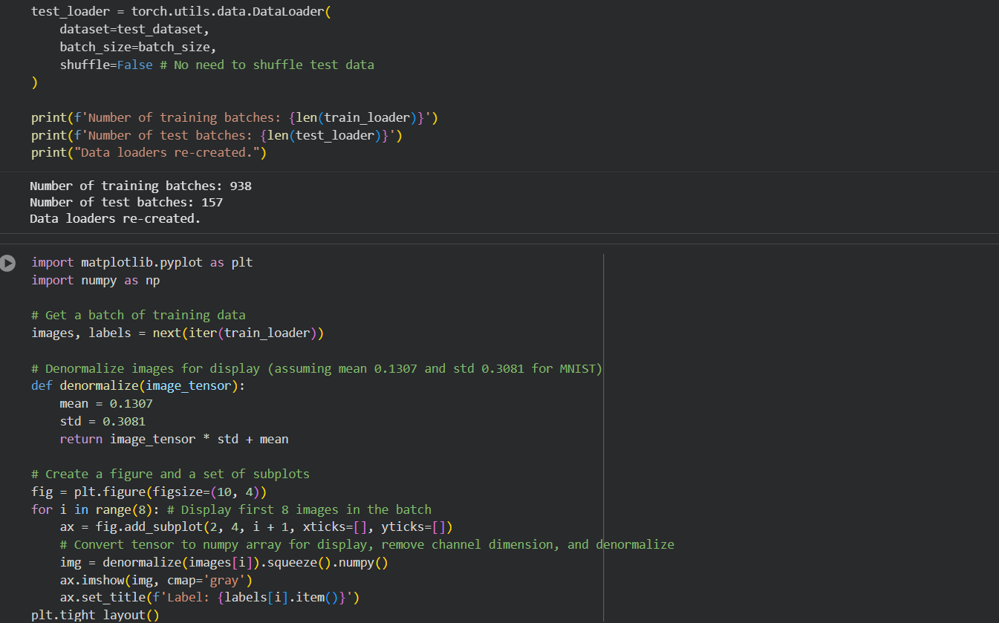 test_loader = torch.utils.data.DataLoader(
    dataset=test_dataset,
    batch_size=batch_size,
    shuffle=False # No need to shuffle test data
)

print(f'Number of training batches: {len(train_loader)}')
print(f'Number of test batches: {len(test_loader)}')
print("Data loaders re-created.")

Number of training batches: 938
Number of test batches: 157
Data loaders re-created.

import matplotlib.pyplot as plt
import numpy as np

# Get a batch of training data
images, labels = next(iter(train_loader))

# Denormalize images for display (assuming mean 0.1307 and std 0.3081 for MNIST)
def denormalize(image_tensor):
    mean = 0.1307
    std = 0.3081
    return image_tensor * std + mean

# Create a figure and a set of subplots
fig = plt.figure(figsize=(10, 4))
for i in range(8): # Display first 8 images in the batch
    ax = fig.add_subplot(2, 4, i + 1, xticks=[], yticks=[])
    # Convert tensor to numpy array for display, remove channel dimension, and denormalize
    img = denormalize(images[i]).squeeze().numpy()
    ax.imshow(img, cmap='gray')
    ax.set_title(f'Label: {labels[i].item()}')
plt.tight_layout()